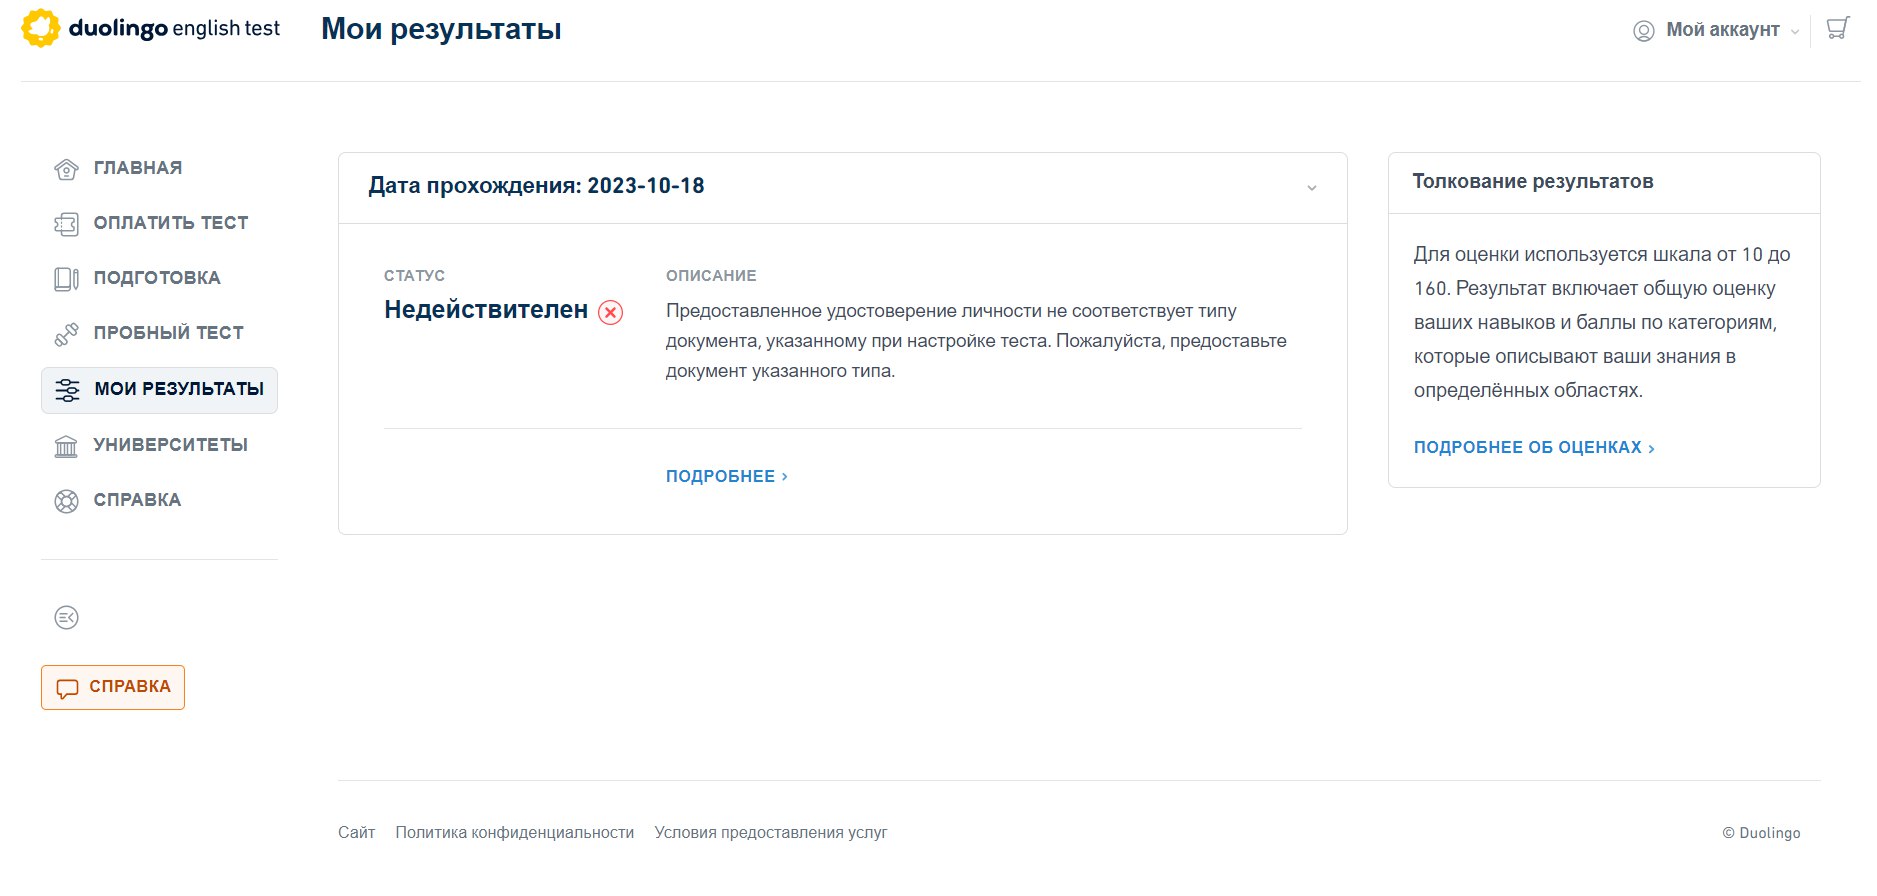 duolingo english test
Мои результаты
Мой аккаунт
ГЛАВНАЯ
ОПЛАТИТЬ ТЕСТ
ПОДГОТОВКА
ПРОБНЫЙ ТЕСТ
МОИ РЕЗУЛЬТАТЫ
УНИВЕРСИТЕТЫ
СПРАВКА
СПРАВКА
Дата прохождения: 2023-10-18
СТАТУС
Недействителен
ОПИСАНИЕ
Предоставленное удостоверение личности не соответствует типу
документа, указанному при настройке теста. Пожалуйста, предоставьте
документ указанного типа.
ПОДРОБНЕЕ ›
Толкование результатов
Для оценки используется шкала от 10 до
160. Результат включает общую оценку
ваших навыков и баллы по категориям,
которые описывают ваши знания в
определённых областях.
ПОДРОБНЕЕ ОБ ОЦЕНКАХ ›
Сайт Политика конфиденциальности Условия предоставления услуг
© Duolingo